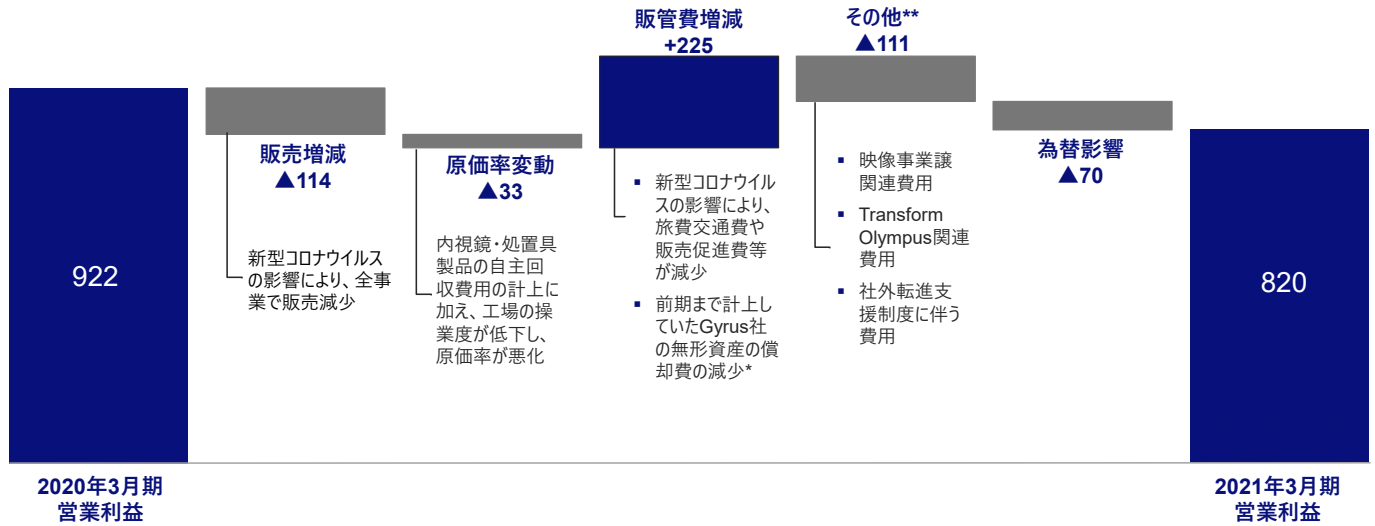 販管費増減
+225
その他**
▲111
販売増減
▲114
原価率変動
▲33
為替影響
▲70
922
新型コロナウイルス
の影響により、全事
業で販売減少
内視鏡・処置具
製品の自主回
収費用の計上に
加え、工場の操
業度が低下し、
原価率が悪化
▪ 新型コロナウイル
スの影響により、
旅費交通費や
販売促進費等
が減少
▪ 前期まで計上し
ていたGyrus社
の無形資産の償
却費の減少*
▪ 映像事業譲
関連費用
▪ Transform
Olympus関連
費用
▪ 社外転進支
援制度に伴う
費用
820
2020年3月期
営業利益
2021年3月期
営業利益